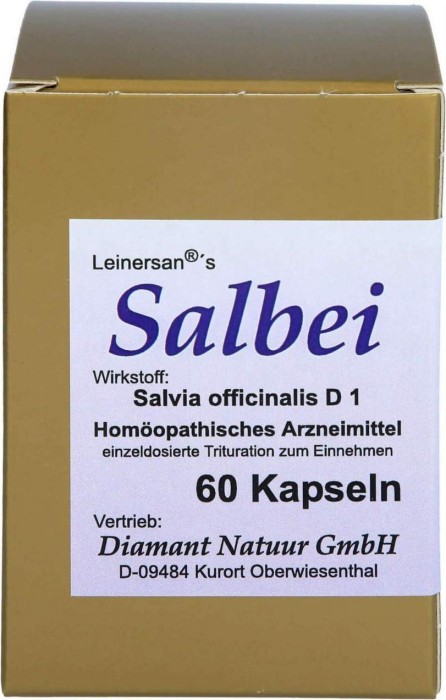 Leinersan®´s
Salbei
Wirkstoff:
Salvia officinalis D 1
Homöopathisches Arzneimittel
einzeldosierte Trituration zum Einnehmen
60 Kapseln
Vertrieb:
Diamant Natuur GmbH
D-09484 Kurort Oberwiesenthal